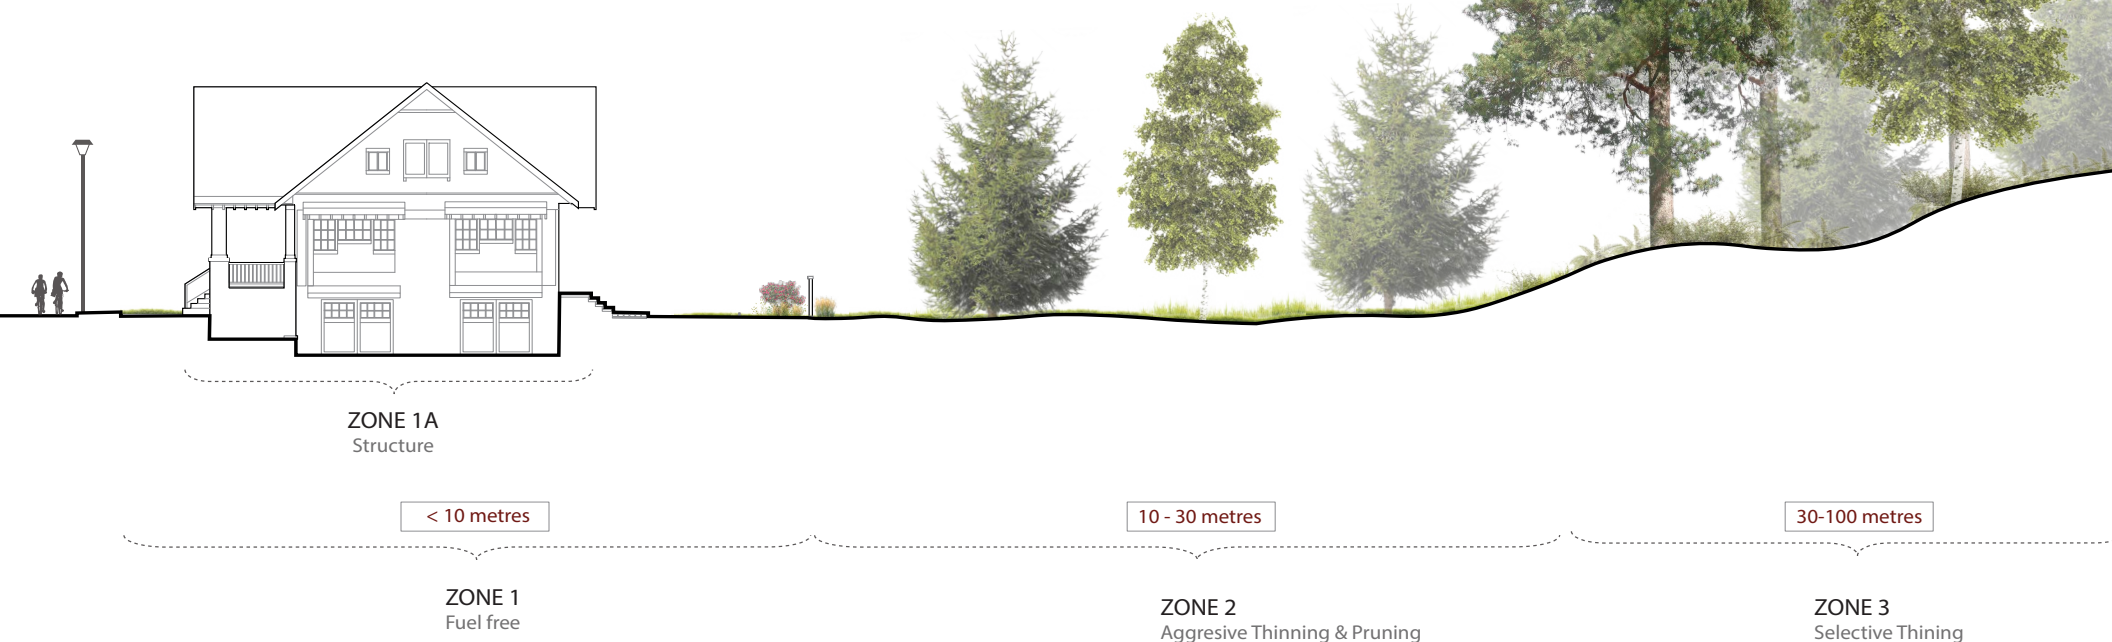 ZONE 1A
Structure
< 10 metres
10 - 30 metres
30-100 metres
ZONE 1
Fuel free
ZONE 2
Aggresive Thinning & Pruning
ZONE 3
Selective Thining